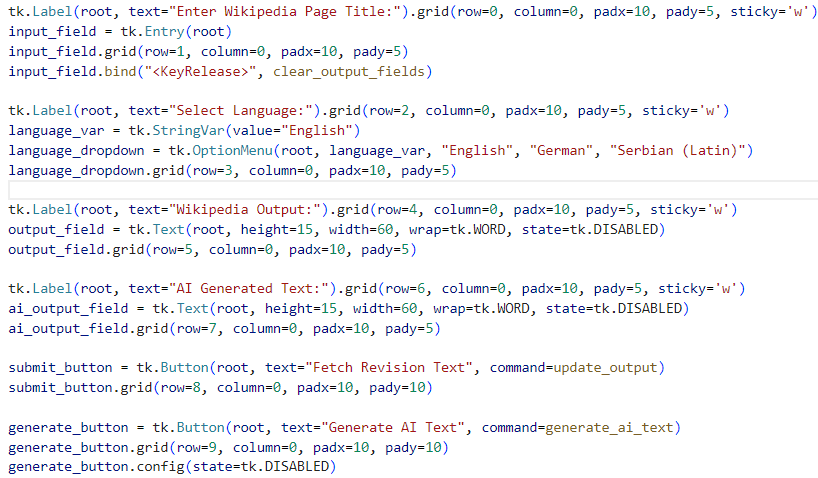 tk.Label(root, text="Enter Wikipedia Page Title:").grid(row=0, column=0, padx=10, pady=5, sticky='w')
input_field = tk.Entry(root)
input_field.grid(row=1, column=0, padx=10, pady=5)
input_field.bind("<KeyRelease>", clear_output_fields)
tk.Label(root, text="Select Language:").grid(row=2, column=0, padx=10, pady=5, sticky='w')
language_var = tk.StringVar(value="English")
language_dropdown = tk.OptionMenu(root, language_var, "English", "German", "Serbian (Latin)")
language_dropdown.grid(row=3, column=0, padx=10, pady=5)
tk.Label(root, text="Wikipedia Output:").grid(row=4, column=0, padx=10, pady=5, sticky='w')
output_field = tk.Text(root, height=15, width=60, wrap=tk.WORD, state=tk.DISABLED)
output_field.grid(row=5, column=0, padx=10, pady=5)
tk.Label(root, text="AI Generated Text:").grid(row=6, column=0, padx=10, pady=5, sticky='w')
ai_output_field = tk.Text(root, height=15, width=60, wrap=tk.WORD, state=tk.DISABLED)
ai_output_field.grid(row=7, column=0, padx=10, pady=5)
submit_button = tk.Button(root, text="Fetch Revision Text", command=update_output)
submit_button.grid(row=8, column=0, padx=10, pady=10)
generate_button = tk.Button(root, text="Generate AI Text", command=generate_ai_text)
generate_button.grid(row=9, column=0, padx=10, pady=10)
generate_button.config(state=tk.DISABLED)